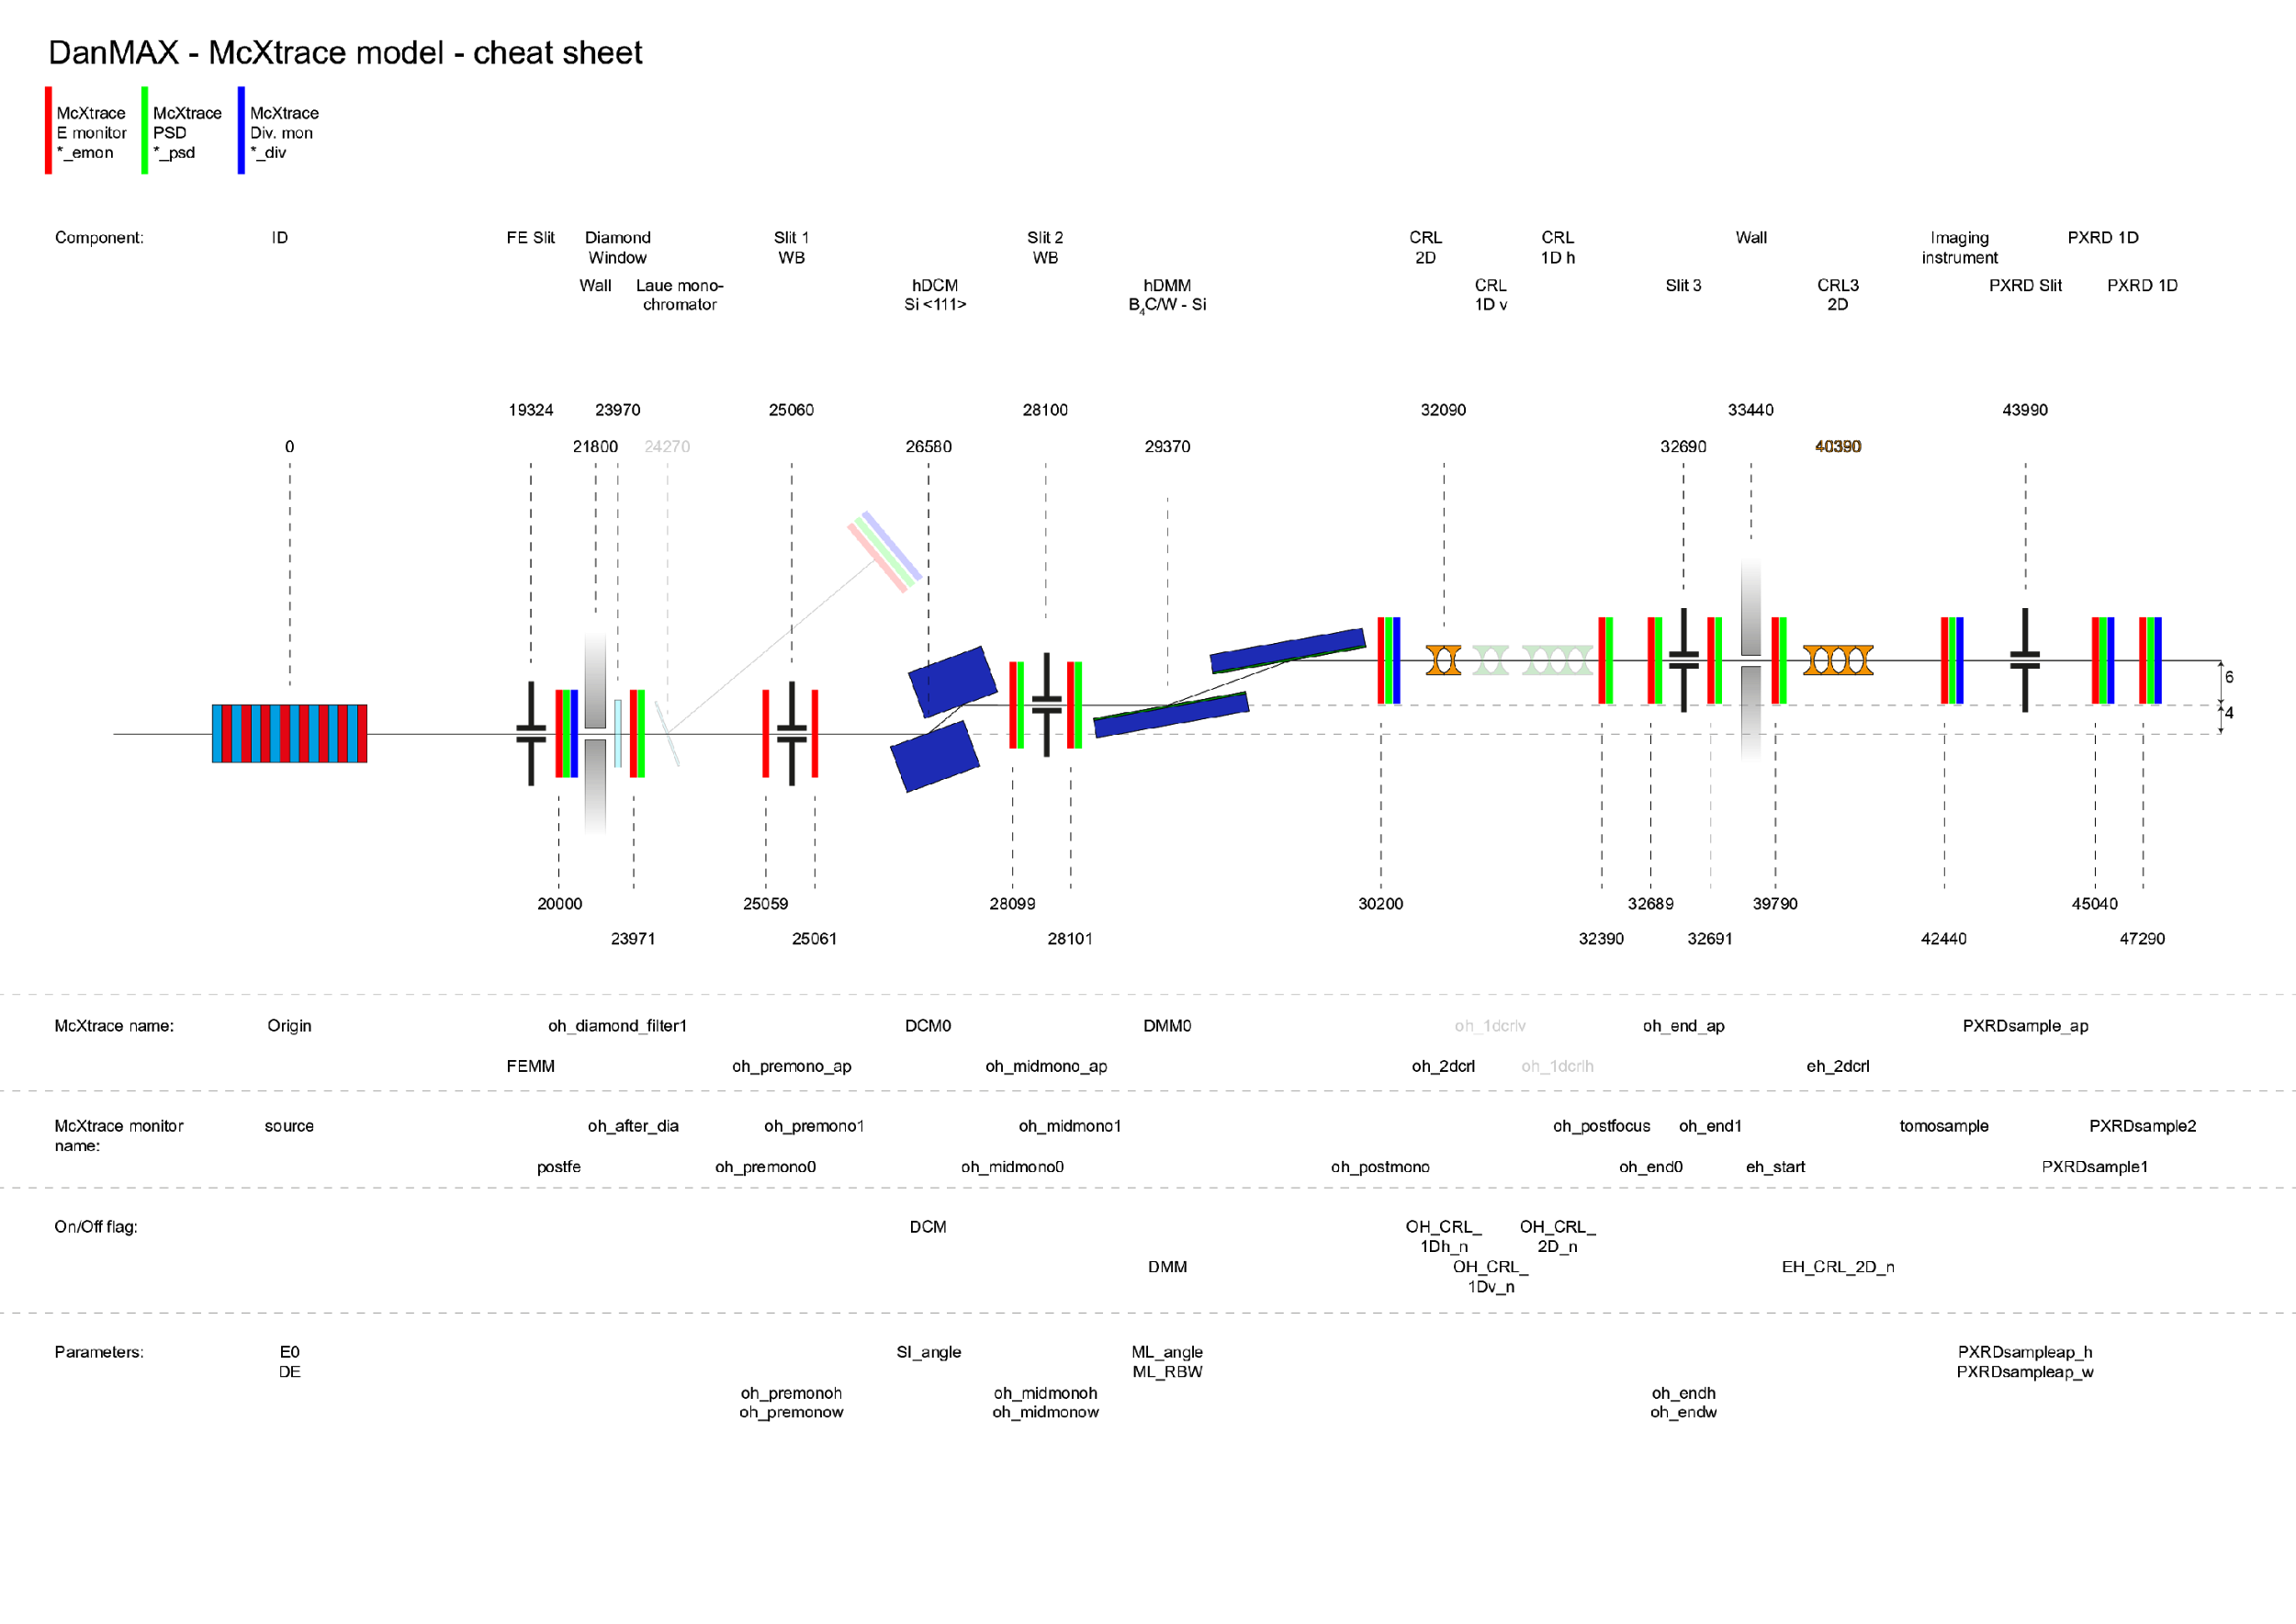 DanMAX - McXtrace model - cheat sheet
McXtrace
E monitor
*_emon
McXtrace
PSD
*_psd
McXtrace
Div. mon
*_div
Component:
ID
FE Slit
Diamond
Window
Slit 1
WB
Slit 2
WB
CRL
2D
CRL
1D h
Wall
Imaging
instrument
PXRD 1D
Wall
Laue mono-
chromator
hDCM
Si <111>
hDMM
B4C/W - Si
CRL
1D v
Slit 3
CRL3
2D
PXRD Slit
PXRD 1D
19324
23970
25060
28100
32090
33440
43990
0
21800
24270
26580
29370
32690
40390
6
4
20000
25059
28099
30200
32689
39790
45040
23971
25061
28101
32390
32691
42440
47290
McXtrace name:
Origin
oh_diamond_filter1
DCM0
DMM0
oh_1dcrlv
oh_end_ap
PXRDsample_ap
FEMM
oh_premono_ap
oh_midmono_ap
oh_2dcrl
oh_1dcrlh
eh_2dcrl
McXtrace monitor
name:
source
oh_after_dia
oh_premono1
oh_midmono1
oh_postfocus
oh_end1
tomosample
PXRDsample2
postfe
oh_premono0
oh_midmono0
oh_postmono
oh_end0
eh_start
PXRDsample1
On/Off flag:
DCM
OH_CRL_
1Dh_n
OH_CRL_
2D_n
DMM
OH_CRL_
1Dv_n
EH_CRL_2D_n
Parameters:
E0
DE
SI_angle
ML_angle
ML_RBW
PXRDsampleap_h
PXRDsampleap_w
oh_premonoh
oh_premonow
oh_midmonoh
oh_midmonow
oh_endh
oh_endw